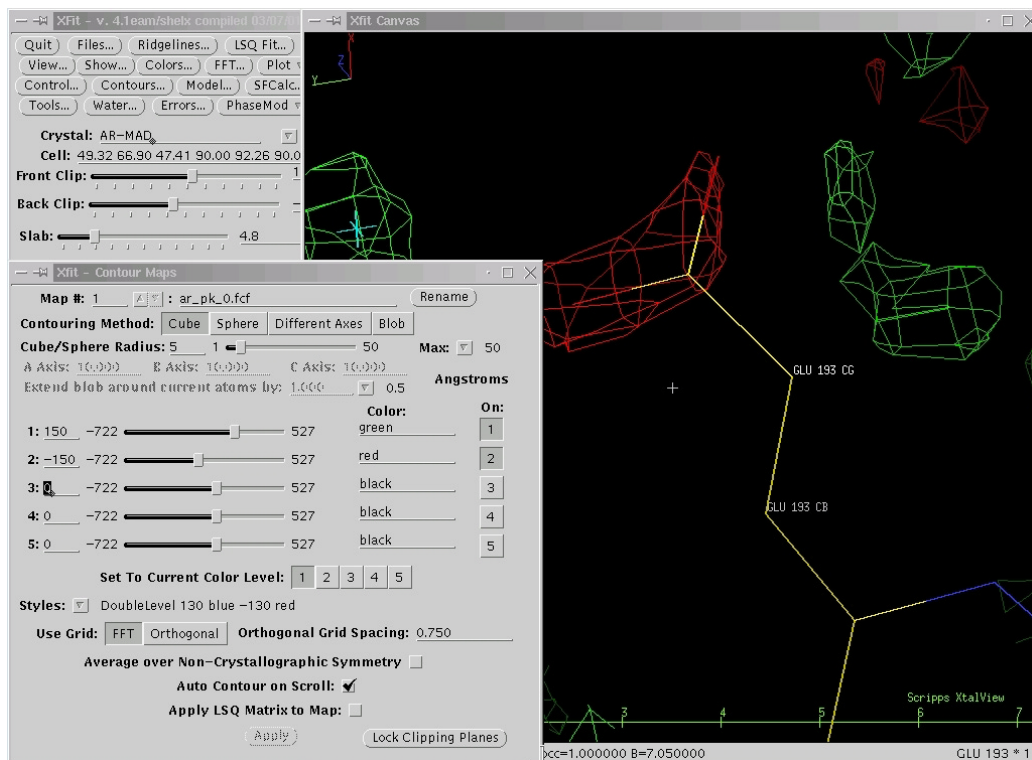 XFit - v. 4.1eam/shelx compiled 03/07/0
Quit Files... Ridgelines... LSQ Fit...
View... Show... Colors... FFT... Plot
Control... Contours... Model... SFCalc..
Tools... Water... Errors... PhaseMod
Crystal: AR-MAD
Cell: 49.32 66.90 47.41 90.00 92.26 90.0
Front Clip: 1
Back Clip: -
Slab: 4.8
Xfit Canvas
X
Z
Y
GLU 193 CG
GLU 193 CB
Scripps XtalView
3 4 5 6 7
occ=1.000000 B=7.050000 GLU 193 * 1
Xfit - Contour Maps
Map #: 1 : ar_pk_0.fcf Rename
Contouring Method: Cube Sphere Different Axes Blob
Cube/Sphere Radius: 5 1 50 Max: 50
A Axis: 10.000 B Axis: 10.000 C Axis: 10.000
Extend blob around current atoms by: 1.000 0.5 Angstroms
Color: On:
1: 150 -722 527 green 1
2: -150 -722 527 red 2
3: 0 -722 527 black 3
4: 0 -722 527 black 4
5: 0 -722 527 black 5
Set To Current Color Level: 1 2 3 4 5
Styles: DoubleLevel 130 blue -130 red
Use Grid: FFT Orthogonal Orthogonal Grid Spacing: 0.750
Average over Non-Crystallographic Symmetry
Auto Contour on Scroll:
Apply LSQ Matrix to Map:
Apply Lock Clipping Planes